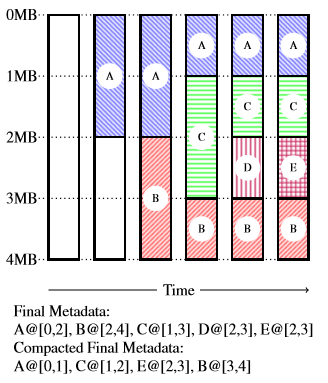 0MB
1MB
2MB
3MB
4MB
A
A
B
A
C
B
A
C
D
B
A
C
E
B
Time
Final Metadata:
A@[0,2], B@[2,4], C@[1,3], D@[2,3], E@[2,3]
Compacted Final Metadata:
A@[0,1], C@[1,2], E@[2,3], B@[3,4]